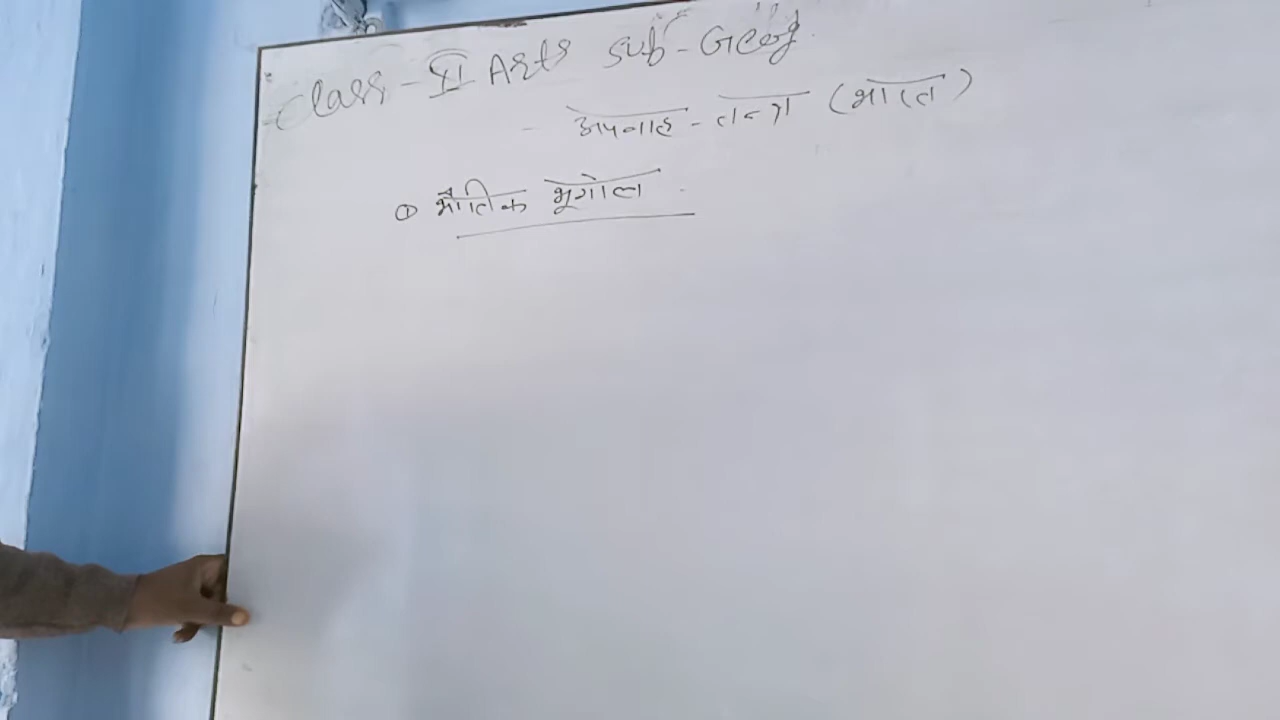 Class - XI Arts Sub - Geog.
अपवाह - तन्त्र (भारत)
① भौतिक भूगोल